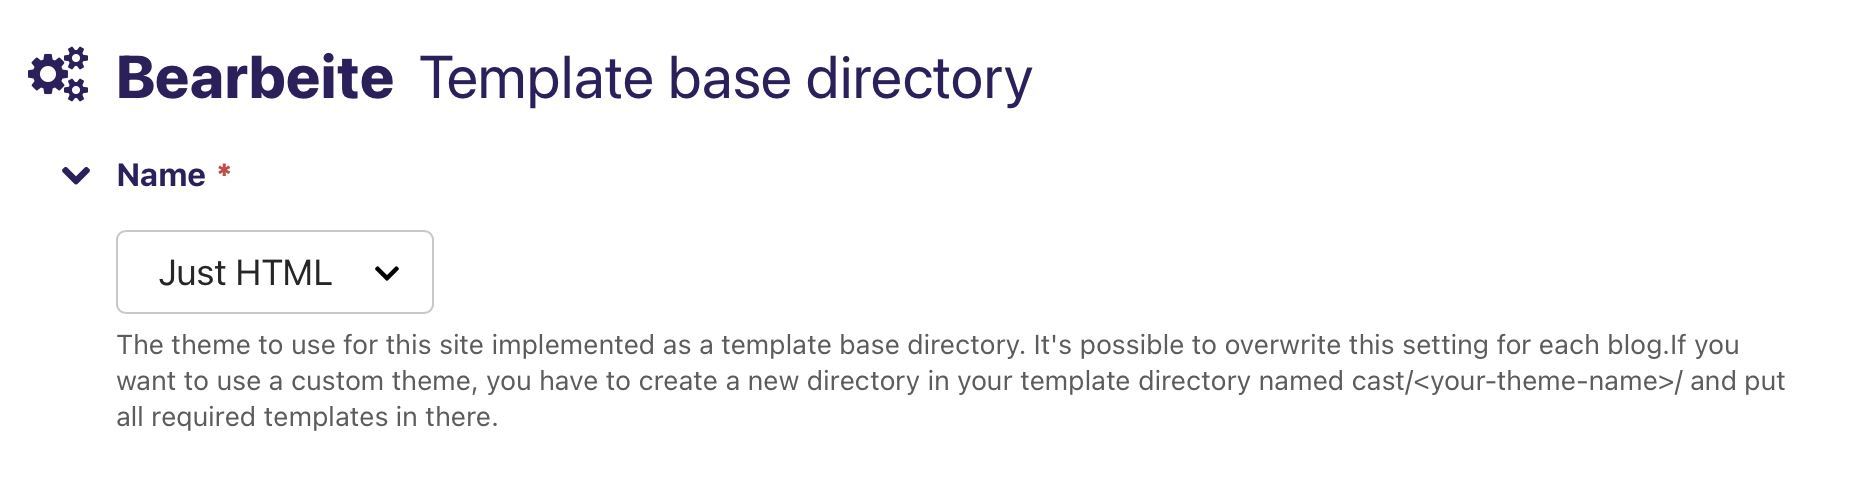 Bearbeite Template base directory
Name *
Just HTML
The theme to use for this site implemented as a template base directory. It's possible to overwrite this setting for each blog.If you
want to use a custom theme, you have to create a new directory in your template directory named cast/<your-theme-name>/ and put
all required templates in there.